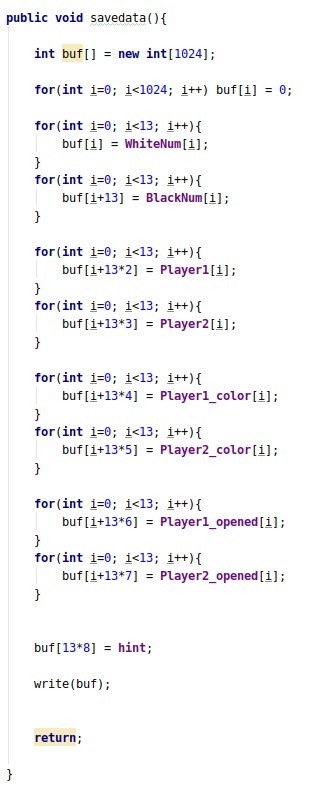 public void savedata(){
int buf[] = new int[1024];
for(int i=0; i<1024; i++) buf[i] = 0;
for(int i=0; i<13; i++){
buf[i] = WhiteNum[i];
}
for(int i=0; i<13; i++){
buf[i+13] = BlackNum[i];
}
for(int i=0; i<13; i++){
buf[i+13*2] = Player1[i];
}
for(int i=0; i<13; i++){
buf[i+13*3] = Player2[i];
}
for(int i=0; i<13; i++){
buf[i+13*4] = Player1_color[i];
}
for(int i=0; i<13; i++){
buf[i+13*5] = Player2_color[i];
}
for(int i=0; i<13; i++){
buf[i+13*6] = Player1_opened[i];
}
for(int i=0; i<13; i++){
buf[i+13*7] = Player2_opened[i];
}
buf[13*8] = hint;
write(buf);
return;
}